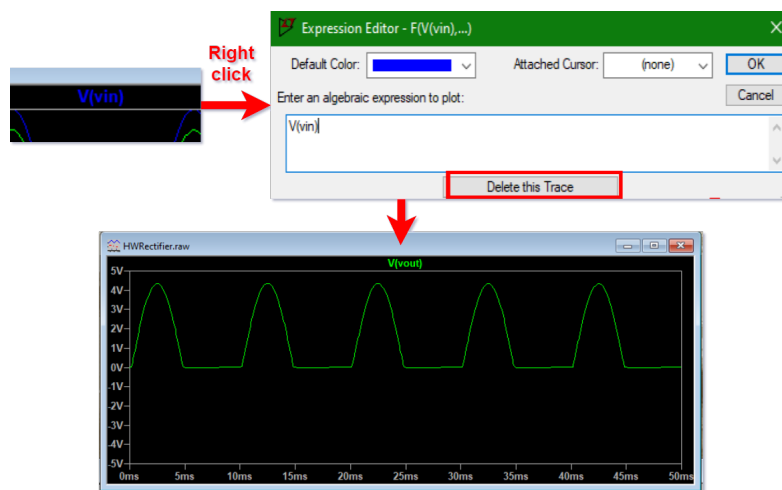 Expression Editor - F(V(vin),...)
Right
click
V(vin)
Default Color:
Attached Cursor:
(none)
OK
Enter an algebraic expression to plot:
Cancel
V(vin)
Delete this Trace
HWRectifier.raw
V(vout)
5V
4V
3V
2V
1V
0V
-1V
-2V
-3V
-4V
-5V
0ms 5ms 10ms 15ms 20ms 25ms 30ms 35ms 40ms 45ms 50ms